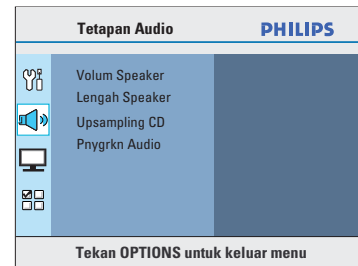 Tetapan Audio
PHILIPS
Volum Speaker
Lengah Speaker
Upsampling CD
Pnygrkn Audio
Tekan OPTIONS untuk keluar menu